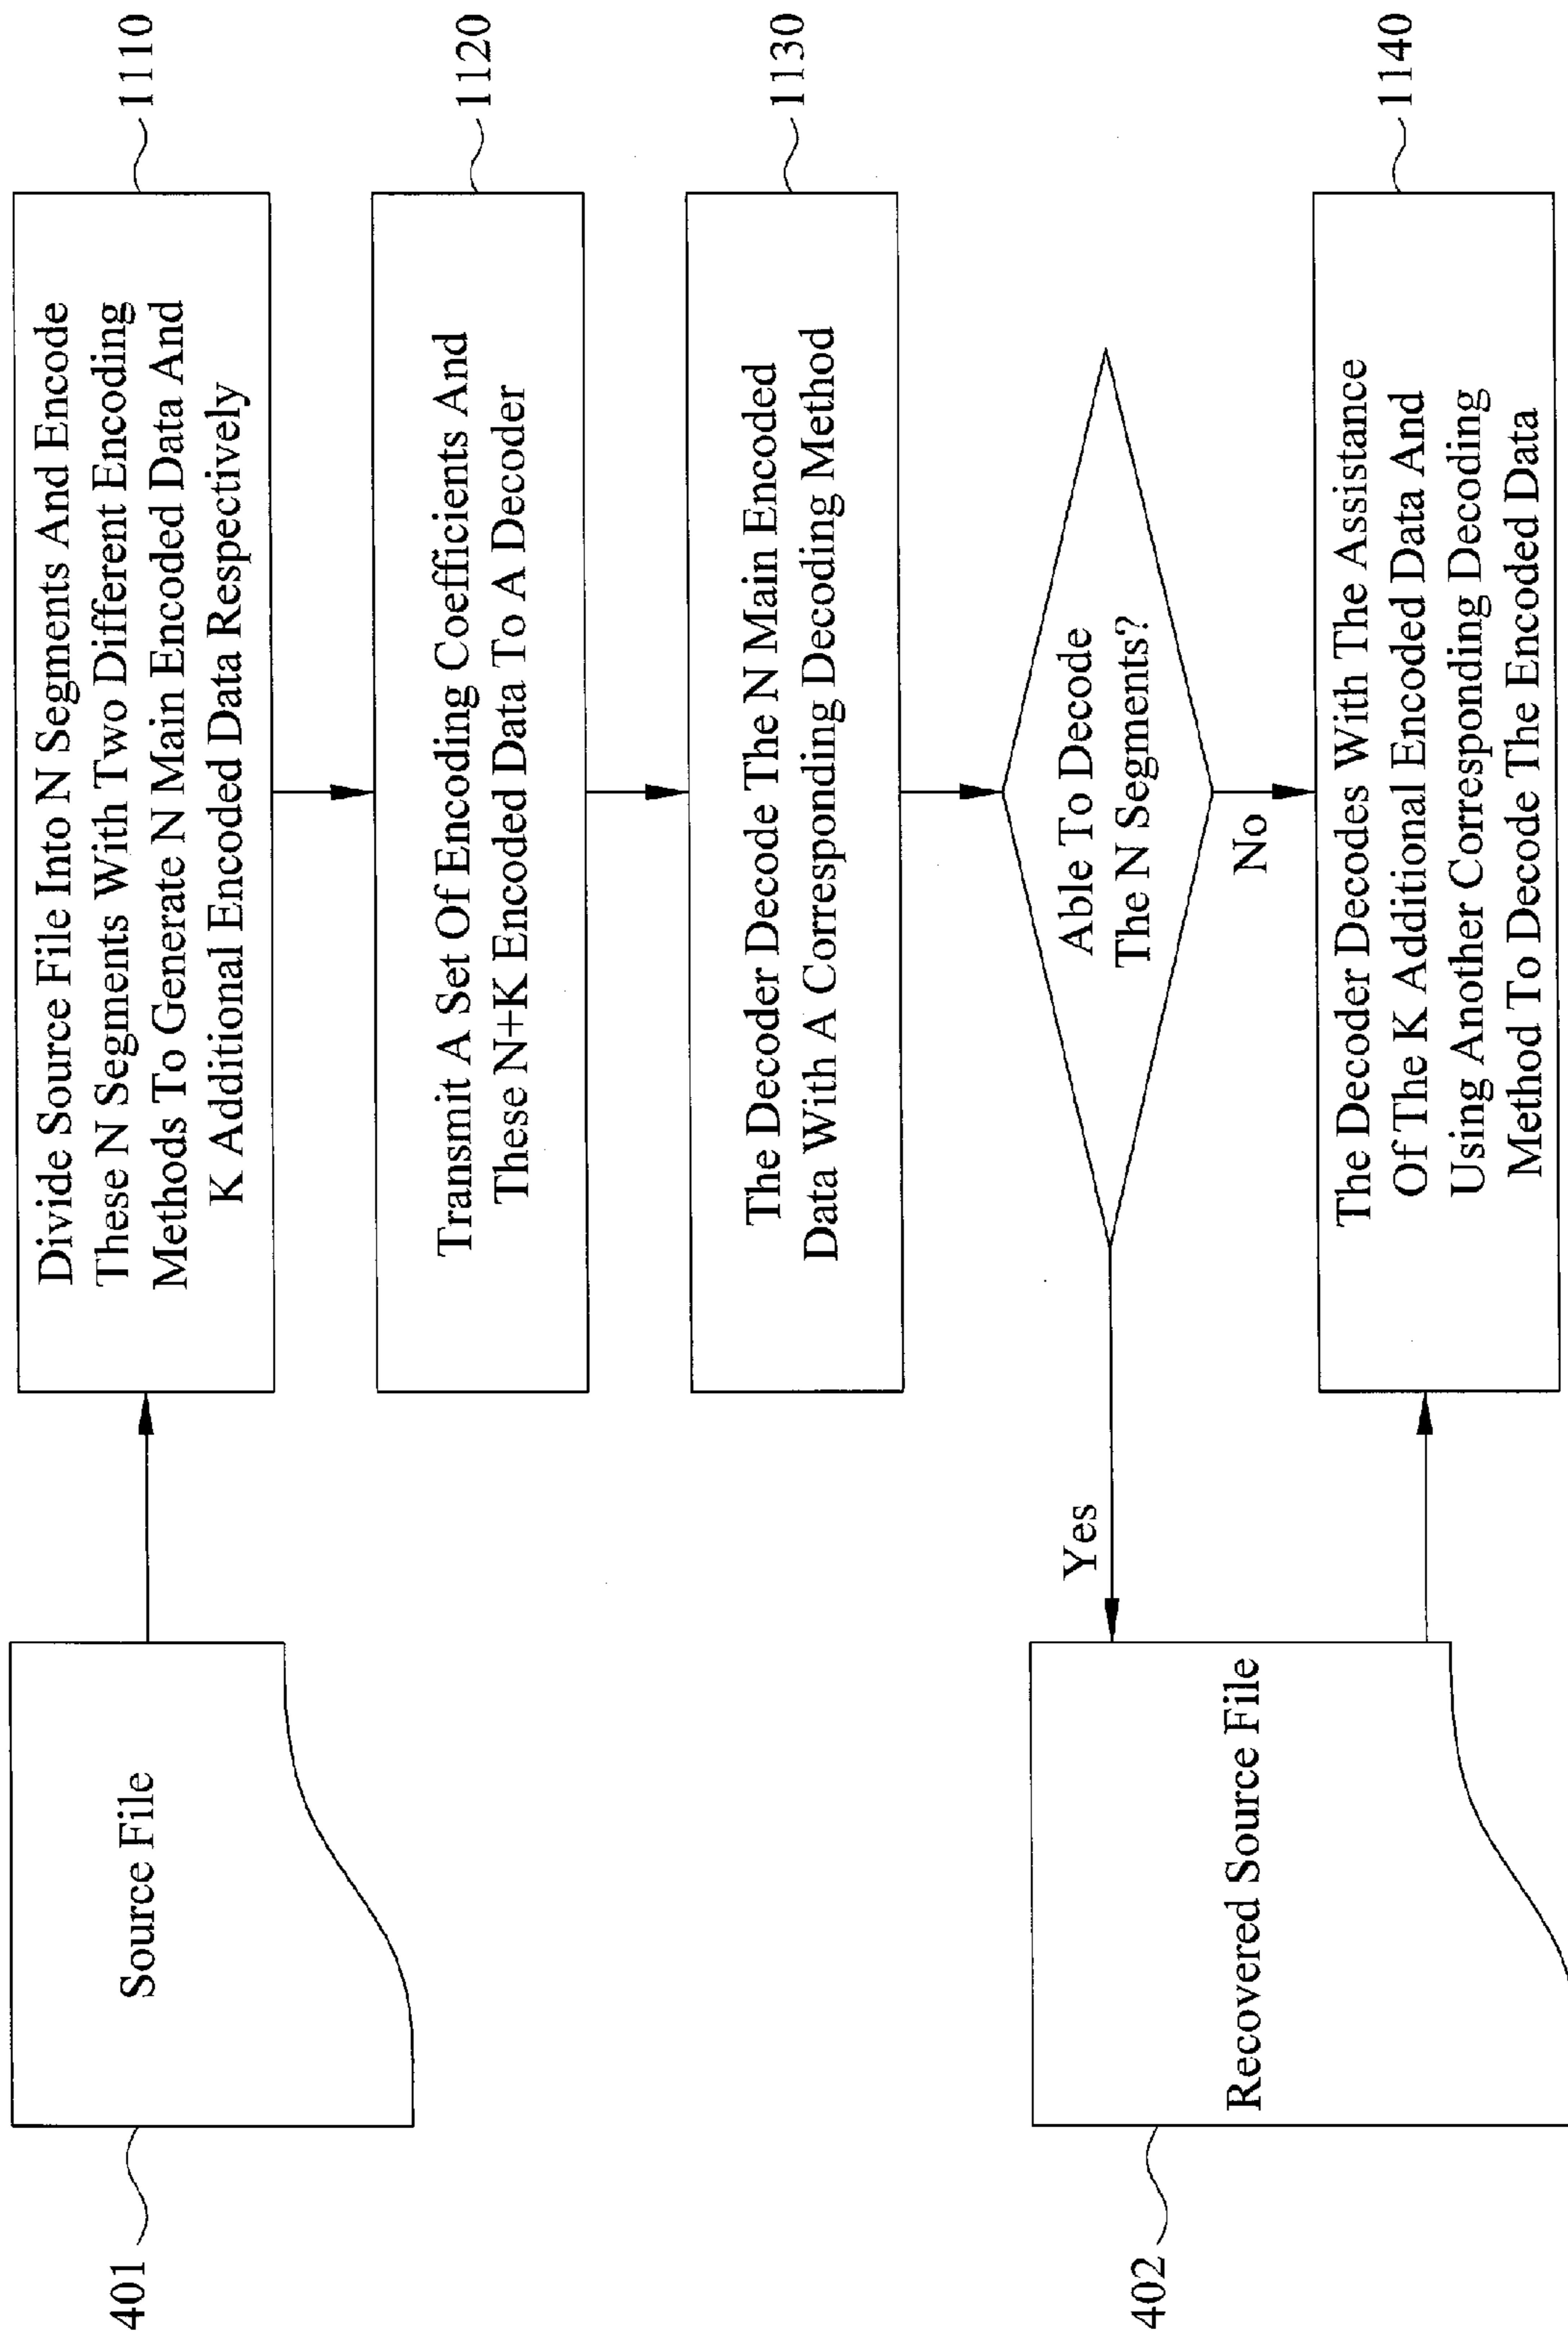 401
Source File
Divide Source File Into N Segments And Encode
These N Segments With Two Different Encoding
Methods To Generate N Main Encoded Data And
K Additional Encoded Data Respectively
1110
Transmit A Set Of Encoding Coefficients And
These N+K Encoded Data To A Decoder
1120
The Decoder Decode The N Main Encoded
Data With A Corresponding Decoding Method
1130
Able To Decode
The N Segments?
Yes
No
402
Recovered Source File
The Decoder Decodes With The Assistance
Of The K Additional Encoded Data And
Using Another Corresponding Decoding
Method To Decode The Encoded Data
1140